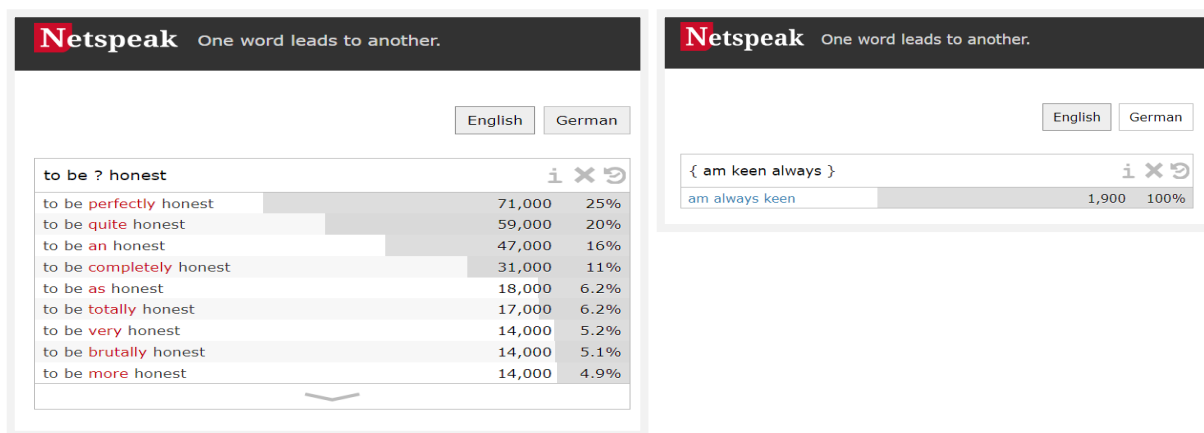 Netspeak One word leads to another.
English German
to be ? honest
to be perfectly honest 71,000 25%
to be quite honest 59,000 20%
to be an honest 47,000 16%
to be completely honest 31,000 11%
to be as honest 18,000 6.2%
to be totally honest 17,000 6.2%
to be very honest 14,000 5.2%
to be brutally honest 14,000 5.1%
to be more honest 14,000 4.9%
Netspeak One word leads to another.
English German
{ am keen always }
am always keen 1,900 100%